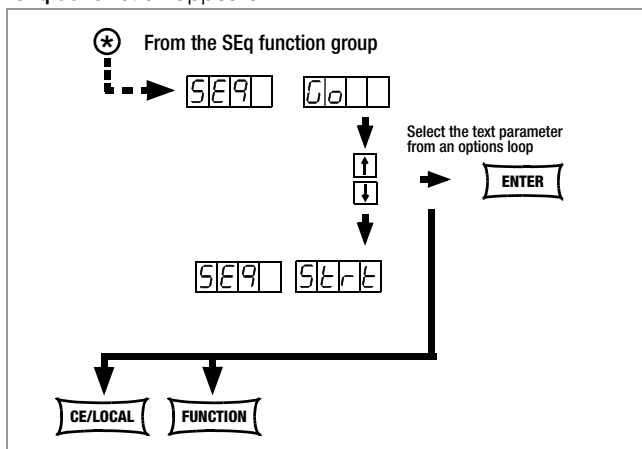 From the SEq function group
SEq Go
Select the text parameter
from an options loop
ENTER
SEq Strt
CE/LOCAL FUNCTION